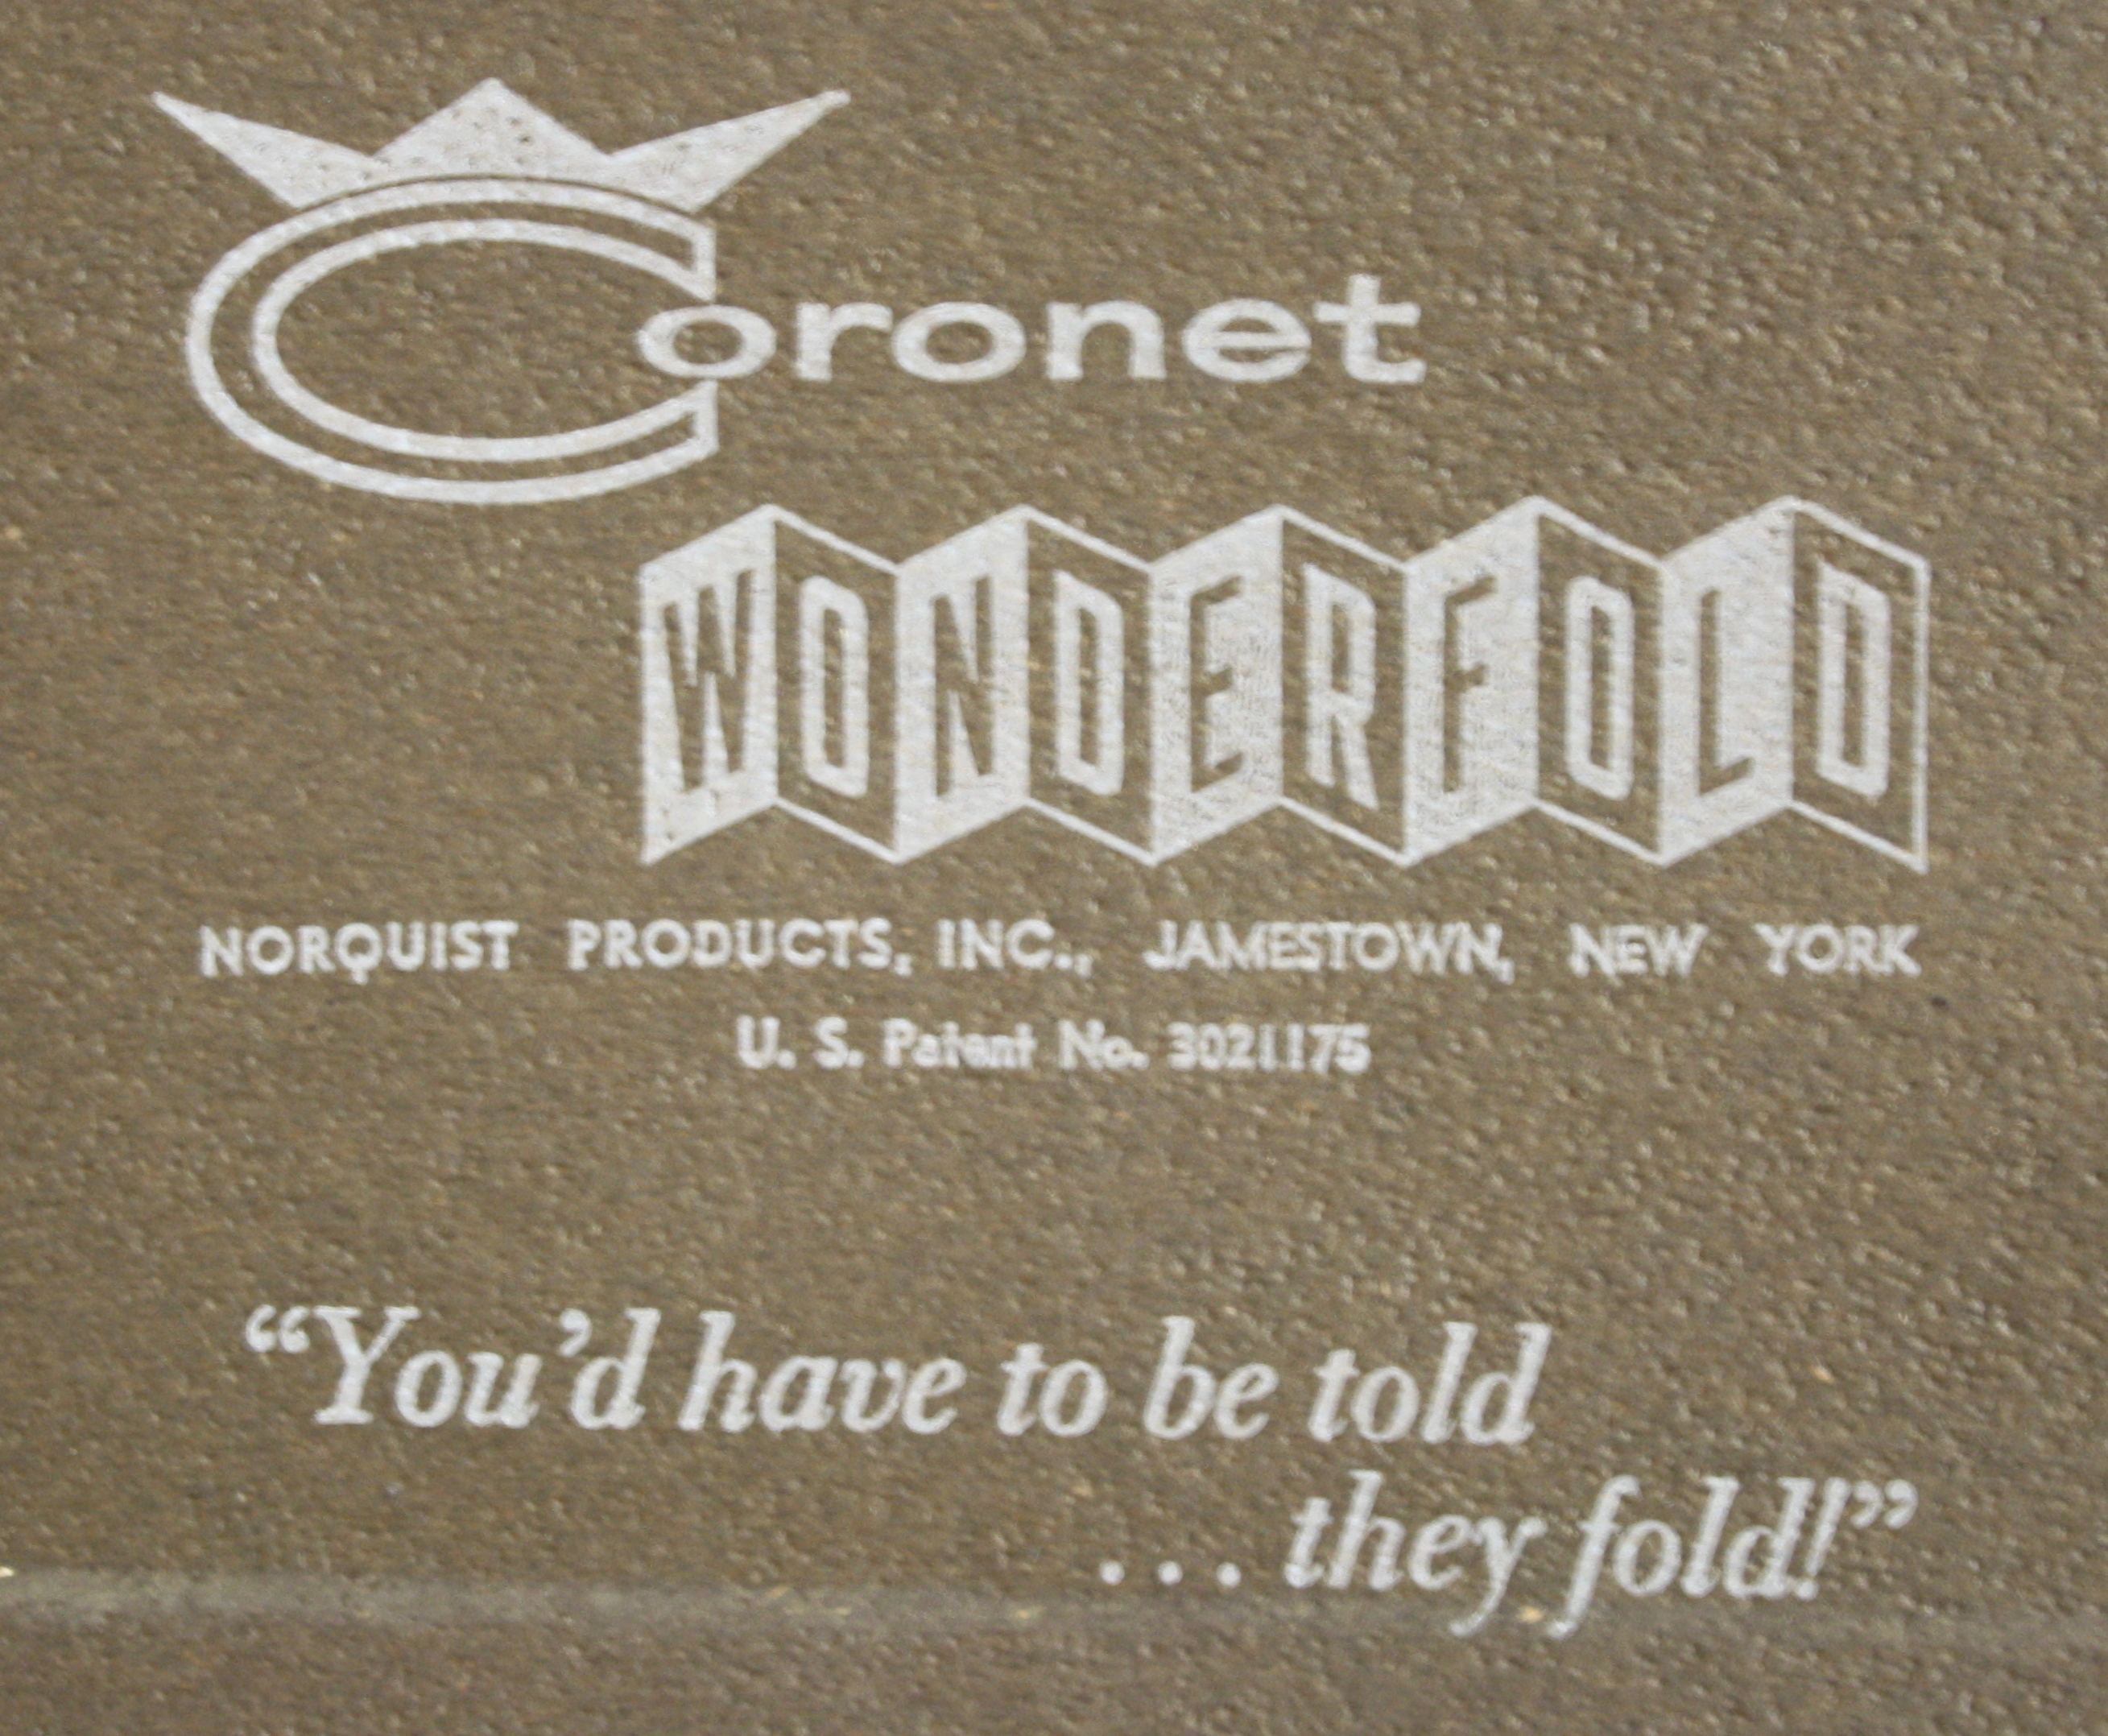 Coronet
WONDERFOLD
NORQUIST PRODUCTS, INC., JAMESTOWN, NEW YORK
U. S. Patent No. 3021175
“You’d have to be told
. . . they fold!”